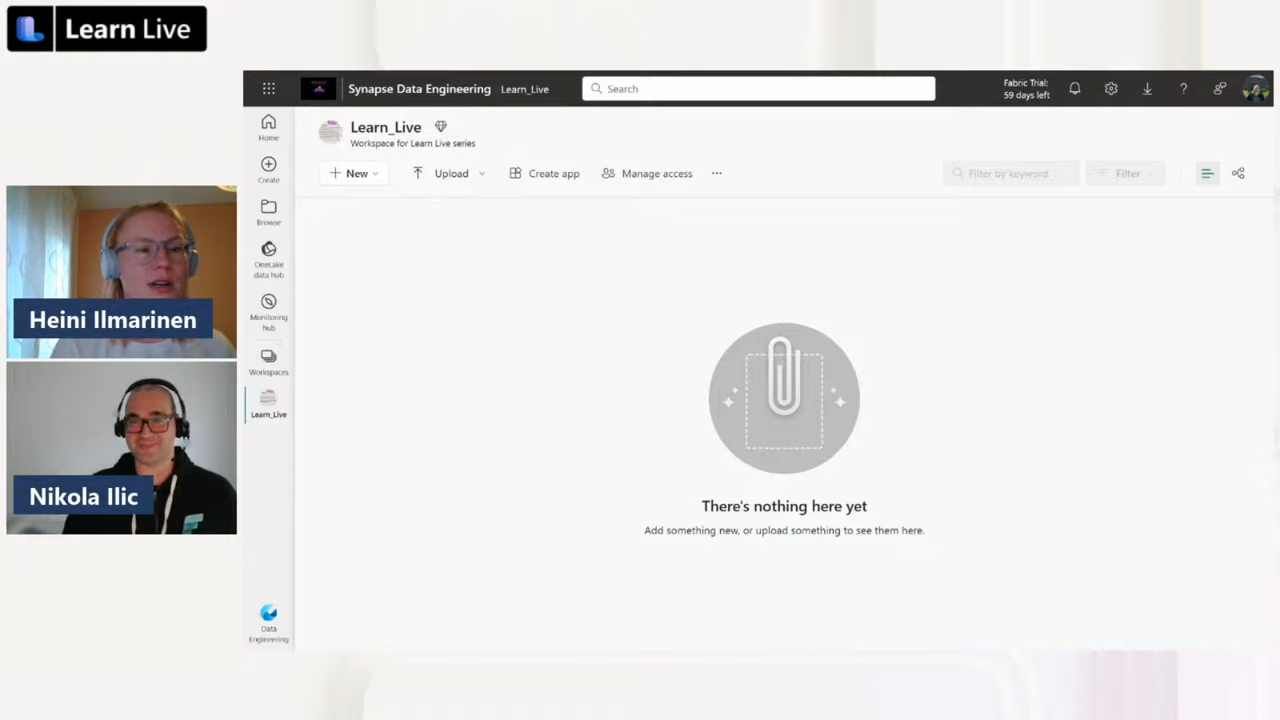 Learn Live
Synapse Data Engineering Learn_Live
Search
Fabric Trial:
59 days left
?
Home
Create
Browse
OneLake
data hub
Monitoring
hub
Workspaces
Learn_Live
Data
Engineering
Learn_Live
Workspace for Learn Live series
+ New Upload Create app Manage access ...
Filter by keyword Filter
There's nothing here yet
Add something new, or upload something to see them here.
Heini Ilmarinen
Nikola Ilic